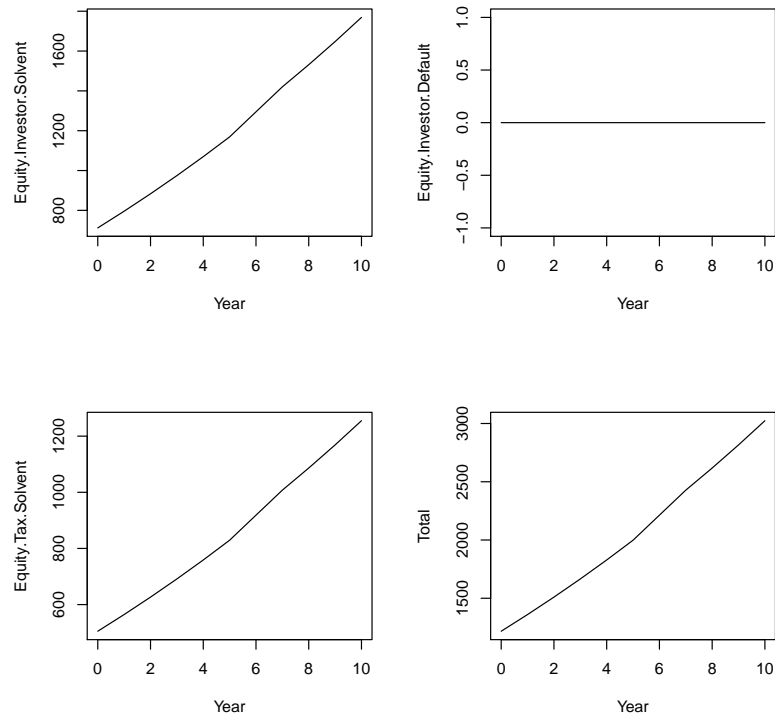 Equity.Investor.Solvent
800 1200 1600
0 2 4 6 8 10
Year
Equity.Investor.Default
-1.0 -0.5 0.0 0.5 1.0
0 2 4 6 8 10
Year
Equity.Tax.Solvent
600 800 1000 1200
0 2 4 6 8 10
Year
Total
1500 2000 2500 3000
0 2 4 6 8 10
Year